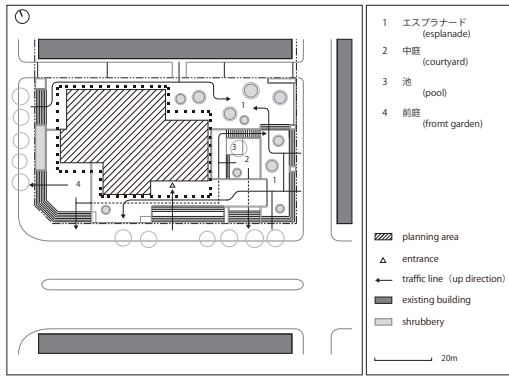 1
3
2
4
1
1 エスプラナード
(esplanade)
2 中庭
(courtyard)
3 池
(pool)
4 前庭
(fromt garden)
planning area
entrance
traffic line（up direction）
existing building
shrubbery
20m